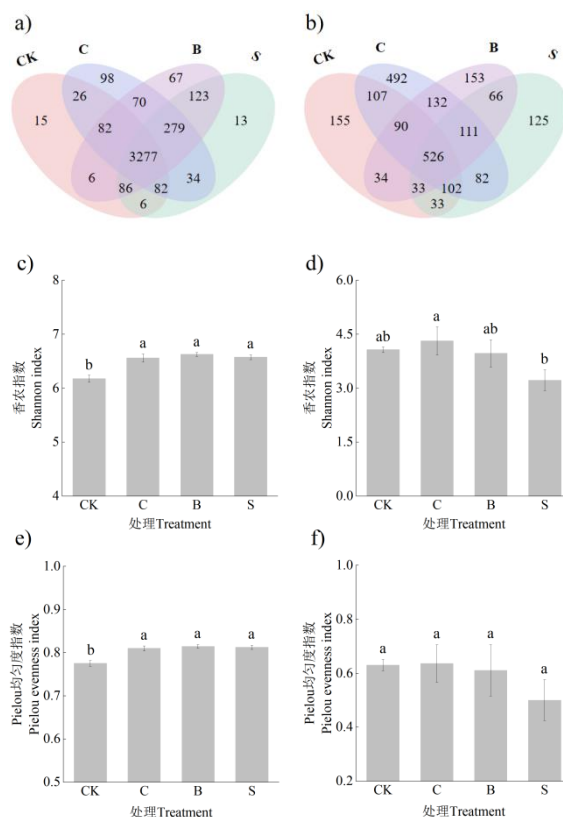 a)
CK
C
B
S
98
67
26
70
123
15
82
279
13
3277
6
34
86
82
6
b)
CK
C
B
S
492
153
107
132
66
155
90
111
125
526
34
82
33
102
33
c)
香农指数
Shannon index
8
7
6
5
4
b
a
a
a
CK
C
B
S
处理Treatment
d)
香农指数
Shannon index
6.0
4.5
3.0
1.5
0.0
ab
a
ab
b
CK
C
B
S
处理Treatment
e)
Pielou均匀度指数
Pielou evenness index
1.0
0.9
0.8
0.7
0.6
0.5
b
a
a
a
CK
C
B
S
处理Treatment
f)
Pielou均匀度指数
Pielou evenness index
1.0
0.8
0.6
0.4
0.2
a
a
a
a
CK
C
B
S
处理Treatment